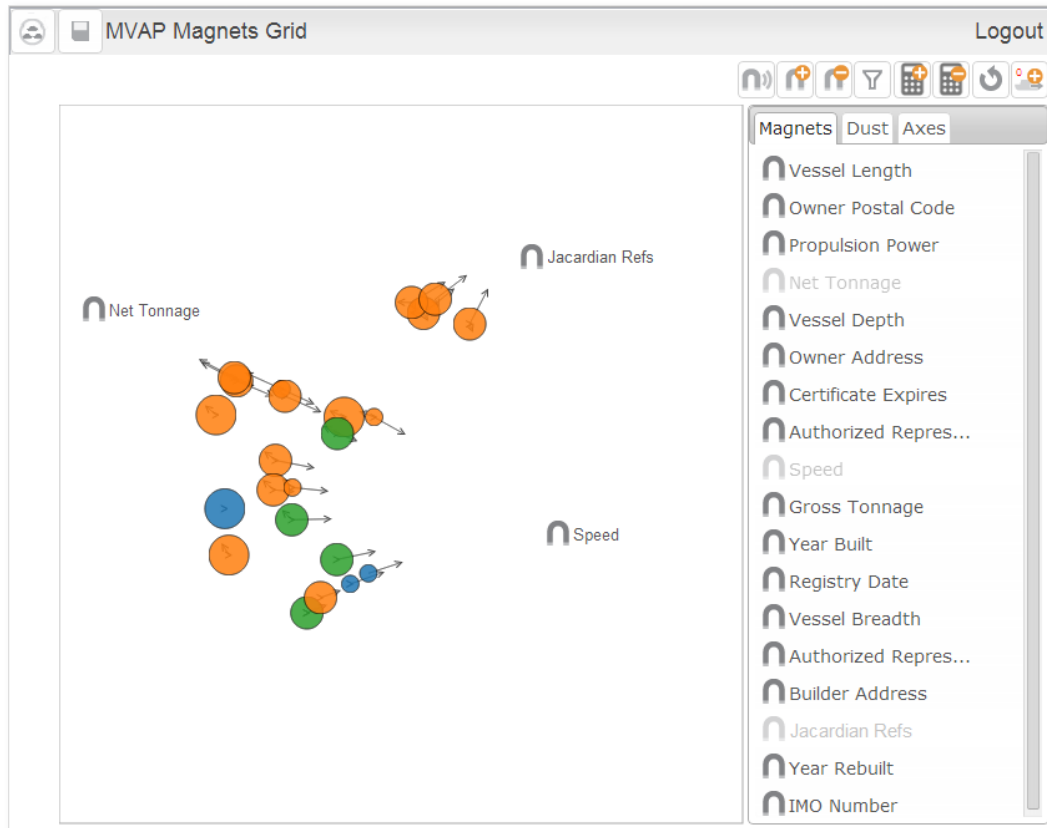 MVAP Magnets Grid
Logout
Magnets Dust Axes
Jacardian Refs
Net Tonnage
Speed
Vessel Length
Owner Postal Code
Propulsion Power
Net Tonnage
Vessel Depth
Owner Address
Certificate Expires
Authorized Repres...
Speed
Gross Tonnage
Year Built
Registry Date
Vessel Breadth
Authorized Repres...
Builder Address
Jacardian Refs
Year Rebuilt
IMO Number